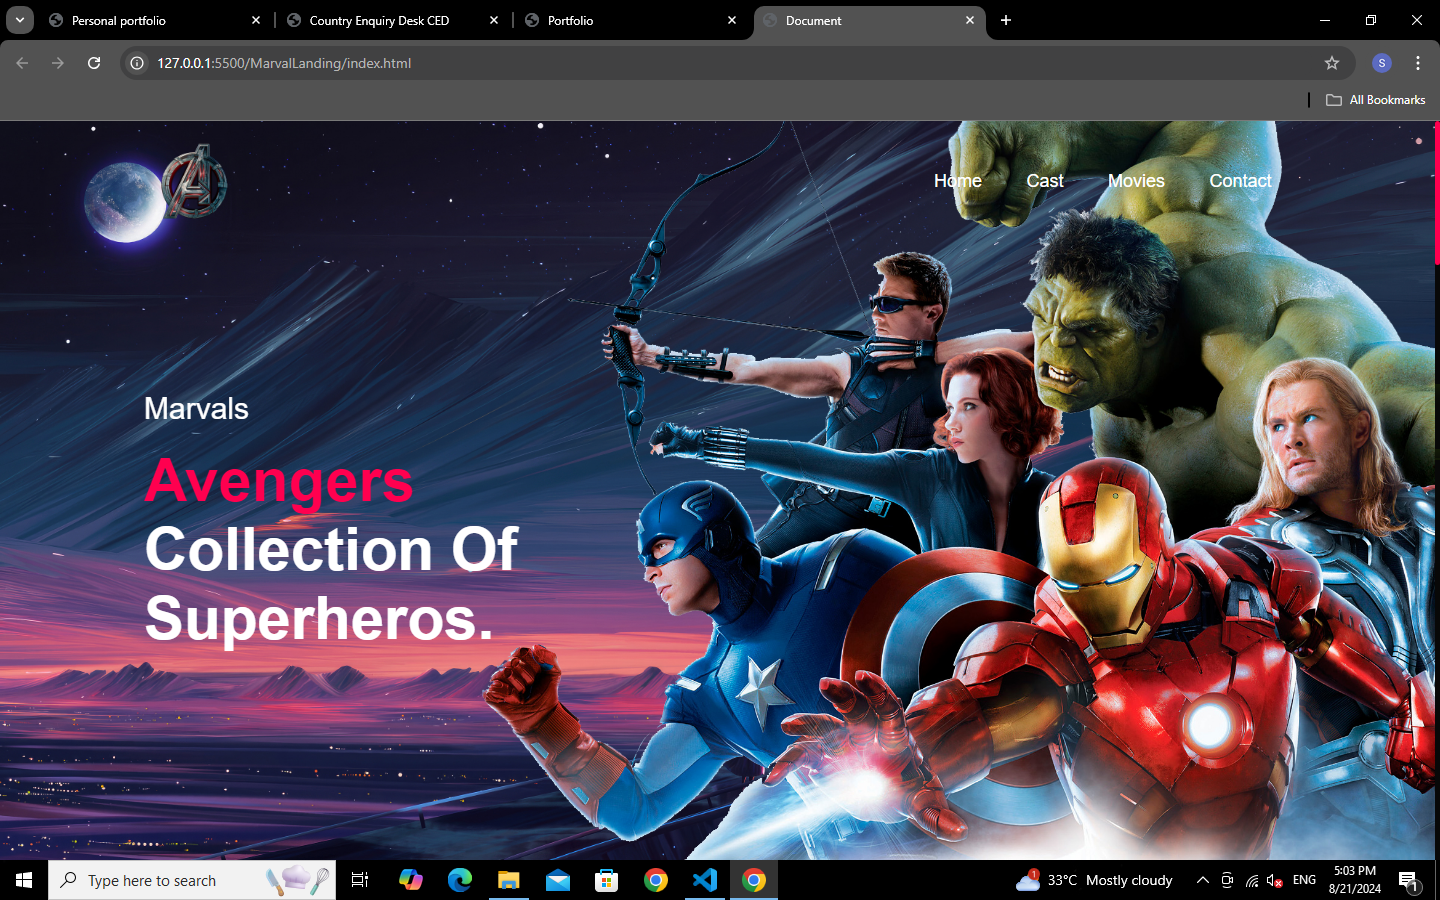 Personal portfolio
Country Enquiry Desk CED
Portfolio
Document
127.0.0.1:5500/MarvalLanding/index.html
S
All Bookmarks
A
Home Cast Movies Contact
Marvals
Avengers
Collection Of
Superheros.
Type here to search
1
33°C Mostly cloudy
ENG
5:03 PM
8/21/2024
1